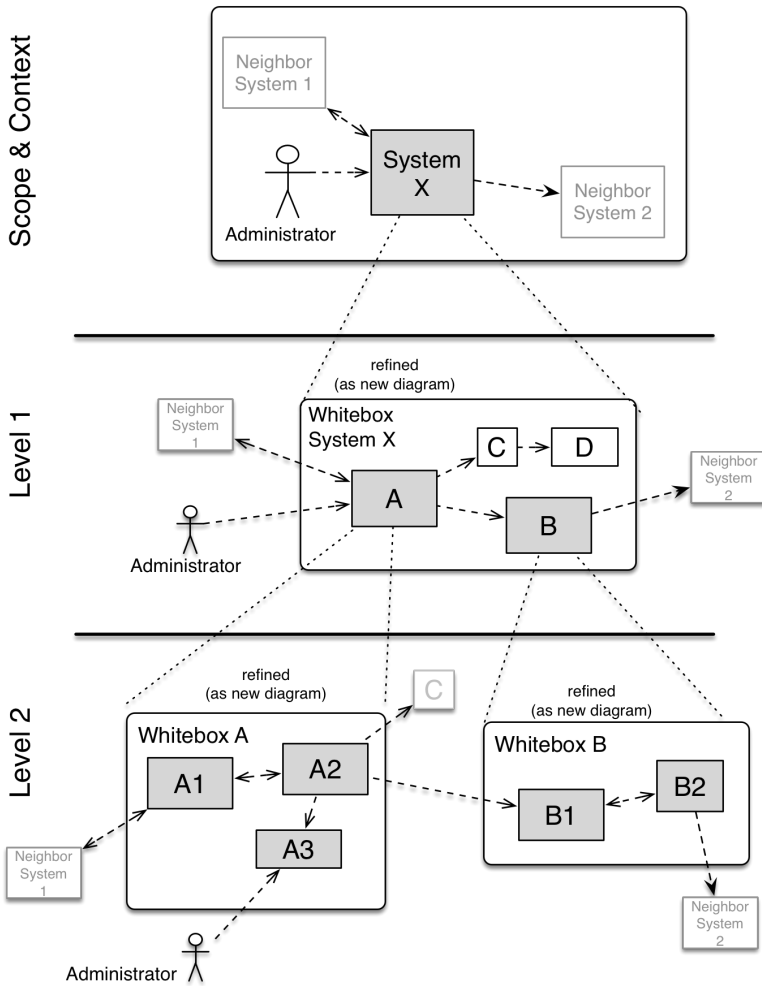 Scope & Context
Neighbor
System 1
System
X
Neighbor
System 2
Administrator
Level 1
refined
(as new diagram)
Whitebox
System X
Neighbor
System
1
C
D
A
B
Neighbor
System
2
Administrator
Level 2
refined
(as new diagram)
C
refined
(as new diagram)
Whitebox A
Whitebox B
A1
A2
A3
B1
B2
Neighbor
System
1
Neighbor
System
2
Administrator